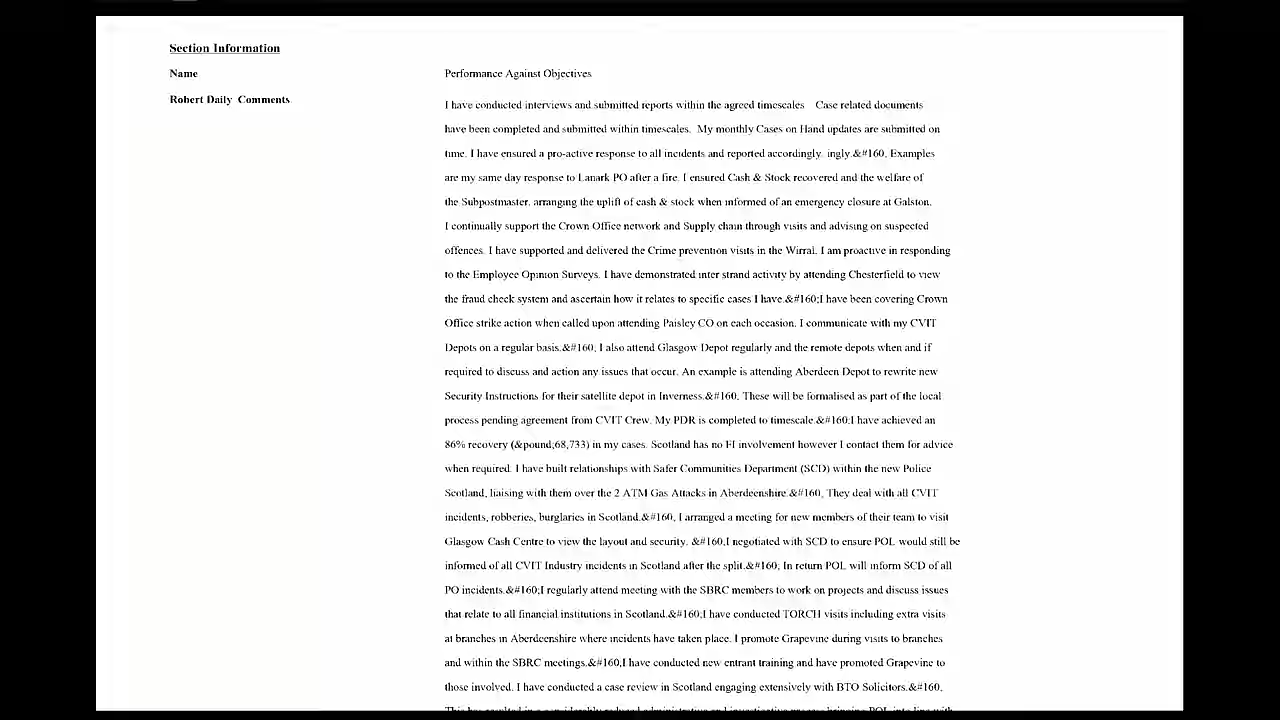 Section Information
Name
Performance Against Objectives
Robert Daily Comments
I have conducted interviews and submitted reports within the agreed timescales Case related documents
have been completed and submitted within timescales. My monthly Cases on Hand updates are submitted on
time. I have ensured a pro-active response to all incidents and reported accordingly. ingly.&#160, Examples
are my same day response to Lanark PO after a fire. I ensured Cash & Stock recovered and the welfare of
the Subpostmaster. arranging the uplift of cash & stock when informed of an emergency closure at Galston.
I continually support the Crown Office network and Supply chain through visits and advising on suspected
offences. I have supported and delivered the Crime prevention visits in the Wirral. I am proactive in responding
to the Employee Opinion Surveys. I have demonstrated inter strand activity by attending Chesterfield to view
the fraud check system and ascertain how it relates to specific cases I have.&#160;I have been covering Crown
Office strike action when called upon attending Paisley CO on each occasion. I communicate with my CVIT
Depots on a regular basis.&#160, I also attend Glasgow Depot regularly and the remote depots when and if
required to discuss and action any issues that occur. An example is attending Aberdeen Depot to rewrite new
Security Instructions for their satellite depot in Inverness.&#160, These will be formalised as part of the local
process pending agreement from CVIT Crew. My PDR is completed to timescale.&#160;I have achieved an
86% recovery (&pound;68,733) in my cases. Scotland has no FI involvement however I contact them for advice
when required. I have built relationships with Safer Communities Department (SCD) within the new Police
Scotland, liaising with them over the 2 ATM Gas Attacks in Aberdeenshire.&#160, They deal with all CVIT
incidents, robberies, burglaries in Scotland.&#160, I arranged a meeting for new members of their team to visit
Glasgow Cash Centre to view the layout and security. &#160,I negotiated with SCD to ensure POL would still be
informed of all CVIT Industry incidents in Scotland after the split.&#160; In return POL will inform SCD of all
PO incidents.&#160;I regularly attend meeting with the SBRC members to work on projects and discuss issues
that relate to all financial institutions in Scotland.&#160;I have conducted TORCH visits including extra visits
at branches in Aberdeenshire where incidents have taken place. I promote Grapevine during visits to branches
and within the SBRC meetings.&#160,I have conducted new entrant training and have promoted Grapevine to
those involved. I have conducted a case review in Scotland engaging extensively with BTO Solicitors.&#160,
This has resulted in a considerably reduced administrative and investigative process bringing POL into line with